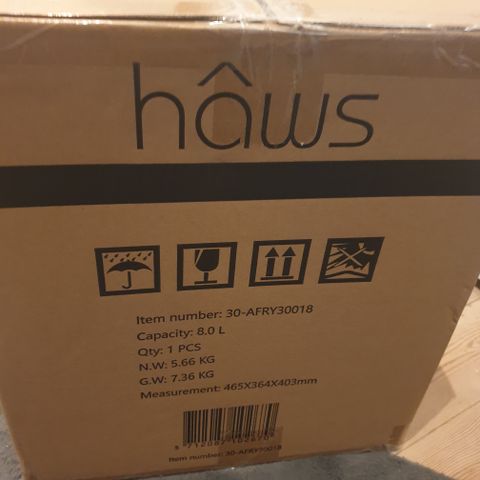 hâws
Item number: 30-AFRY30018
Capacity: 8.0 L
Qty: 1 PCS
N.W: 5.66 KG
G.W: 7.36 KG
Measurement: 465X364X403mm
Item number: 30-AFRY30018